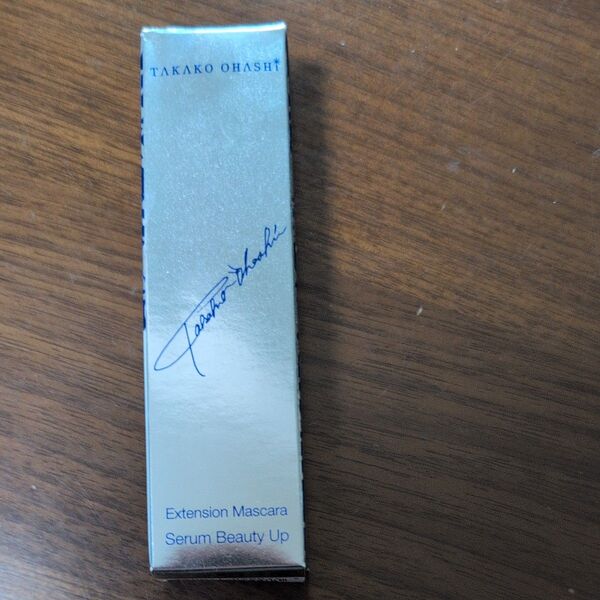 TAKAKO OHASHI
Takako Ohashi
Extension Mascara
Serum Beauty Up